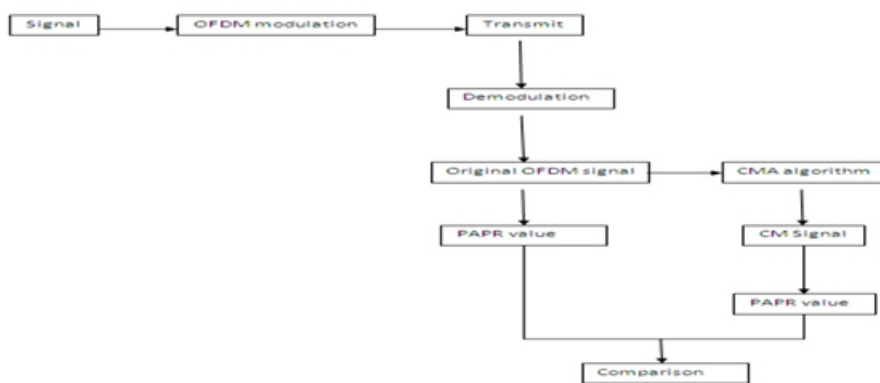 Signal
OFDM modulation
Transmit
Demodulation
Original OFDM signal
CMA algorithm
PAPR value
CM Signal
PAPR value
Comparison